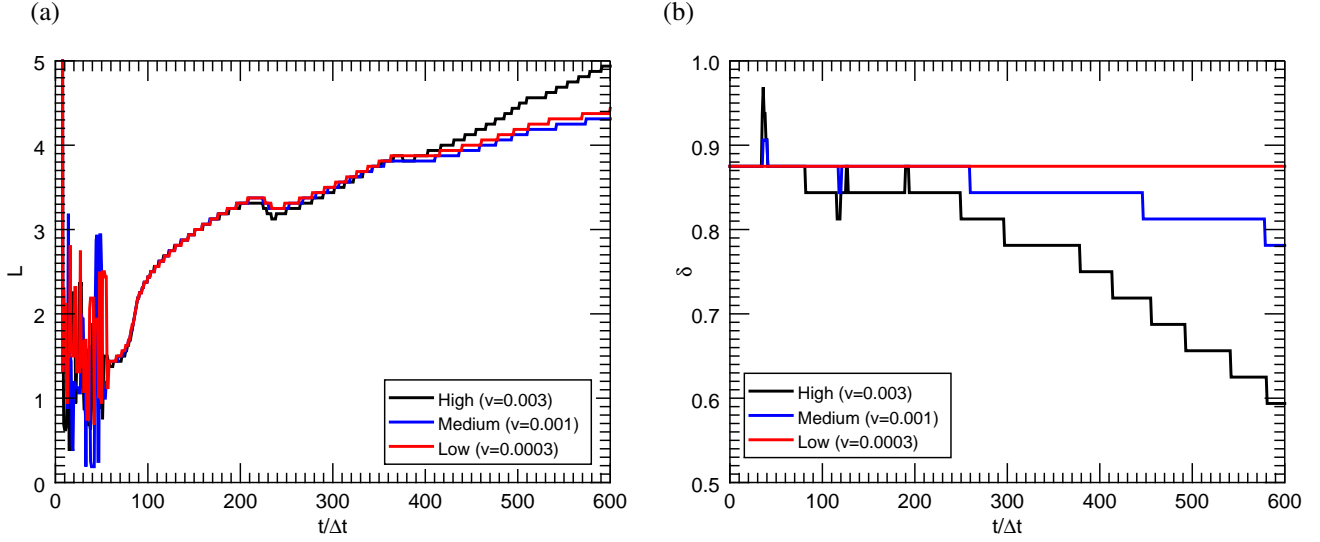 (a)
(b)
5
4
3
2
1
0
L
0
100
200
300
400
500
600
t/Δt
High (v=0.003)
Medium (v=0.001)
Low (v=0.0003)
1.0
0.9
0.8
0.7
0.6
0.5
δ
0
100
200
300
400
500
600
t/Δt
High (v=0.003)
Medium (v=0.001)
Low (v=0.0003)